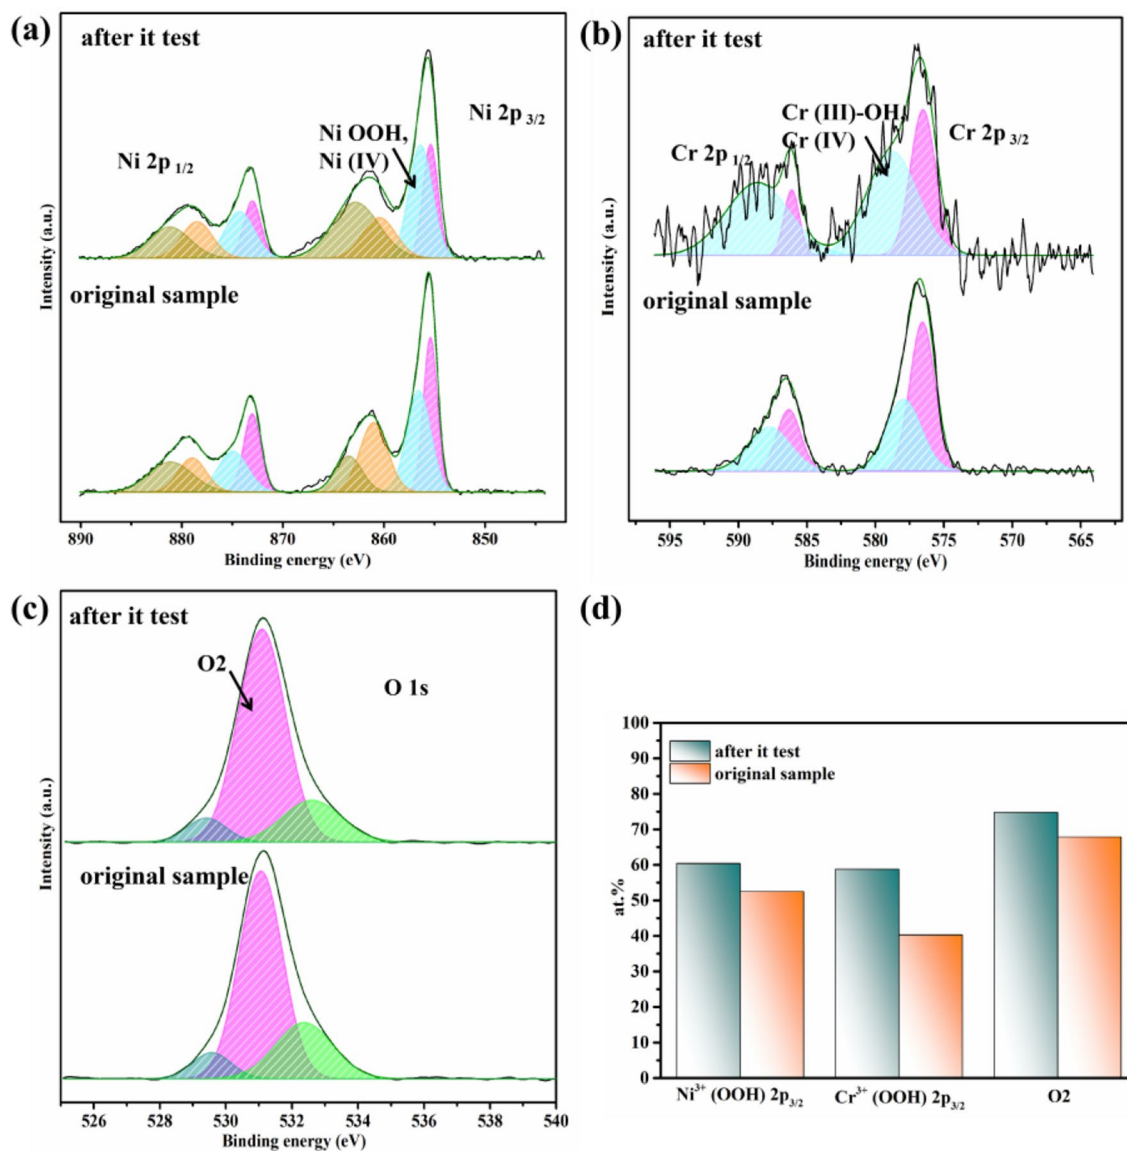 (a)
after it test
Ni 2p 3/2
Ni OOH,
Ni (IV)
Ni 2p 1/2
original sample
Intensity (a.u.)
Intensity (a.u.)
890 880 870 860 850
Binding energy (eV)
(b)
after it test
Cr (III)-OH,
Cr (IV)
Cr 2p 3/2
Cr 2p 1/2
original sample
Intensity (a.u.)
595 590 585 580 575 570 565
Binding energy (eV)
(c)
after it test
O2
O 1s
original sample
Intensity (a.u.)
Intensity (a.u.)
526 528 530 532 534 536 538 540
Binding energy (eV)
(d)
after it test
original sample
at.%
100
90
80
70
60
50
40
30
20
10
0
Ni3+ (OOH) 2p3/2 Cr3+ (OOH) 2p3/2 O2